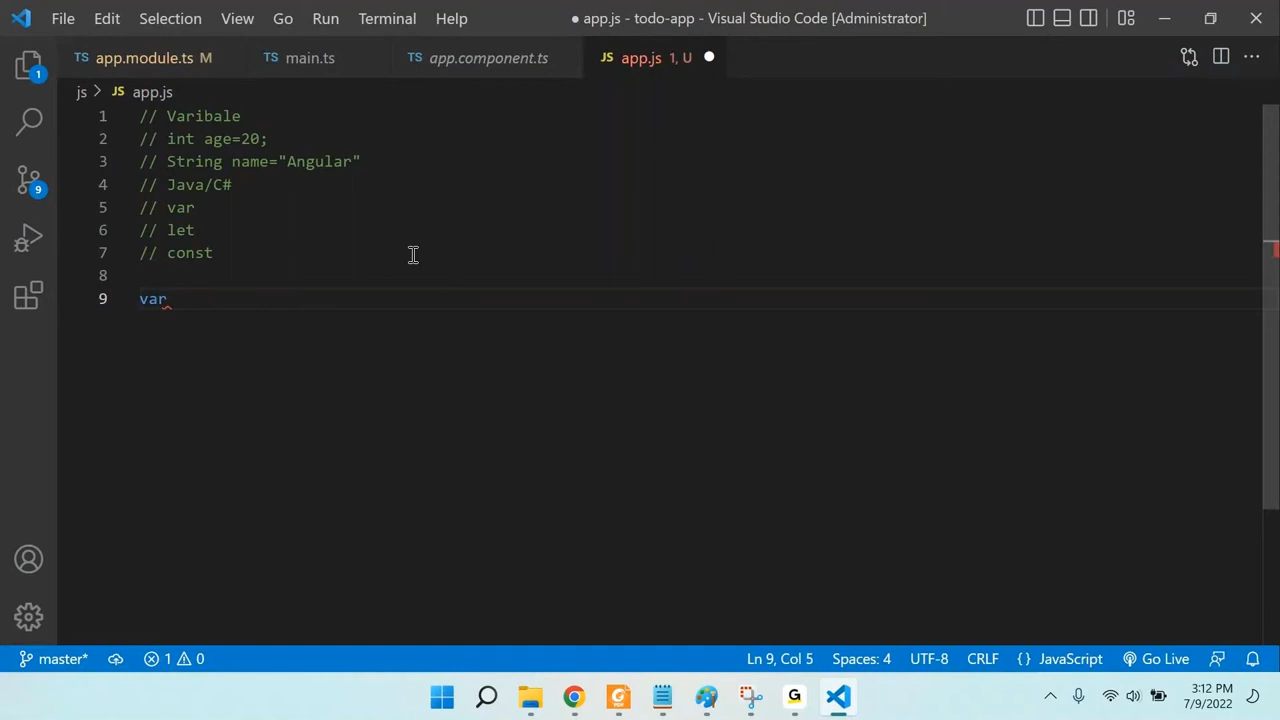 File Edit Selection View Go Run Terminal Help ● app.js - todo-app - Visual Studio Code [Administrator]
TS app.module.ts M TS main.ts TS app.component.ts JS app.js 1, U
js > JS app.js
1 // Varibale
2 // int age=20;
3 // String name="Angular"
4 // Java/C#
5 // var
6 // let
7 // const
8
9 var
1
9
master* 1 0 Ln 9, Col 5 Spaces: 4 UTF-8 CRLF {} JavaScript Go Live
PDF G 3:12 PM
7/9/2022